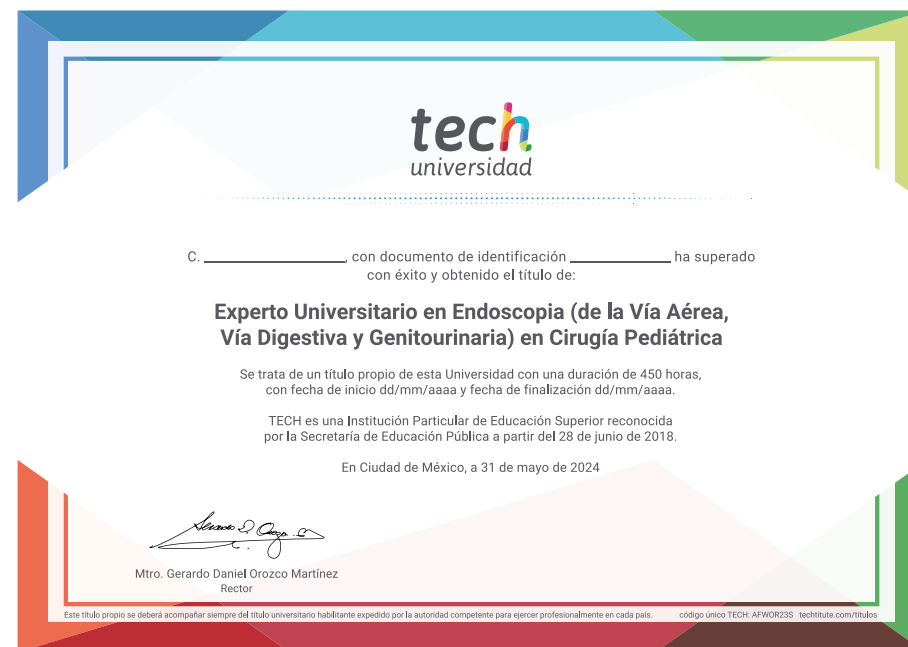 tech
universidad
C. ____________, con documento de identificación ____________ ha superado
con éxito y obtenido el título de:
Experto Universitario en Endoscopia (de la Vía Aérea,
Vía Digestiva y Genitourinaria) en Cirugía Pediátrica
Se trata de un título propio de esta Universidad con una duración de 450 horas,
con fecha de inicio dd/mm/aaaa y fecha de finalización dd/mm/aaaa.
TECH es una Institución Particular de Educación Superior reconocida
por la Secretaría de Educación Pública a partir del 28 de junio de 2018.
En Ciudad de México, a 31 de mayo de 2024
Mtro. Gerardo Daniel Orozco Martínez
Rector
Este título propio se deberá acompañar siempre del título universitario habilitante expedido por la autoridad competente para ejercer profesionalmente en cada país. código único TECH: AFWOR23S techtitute.com/títulos